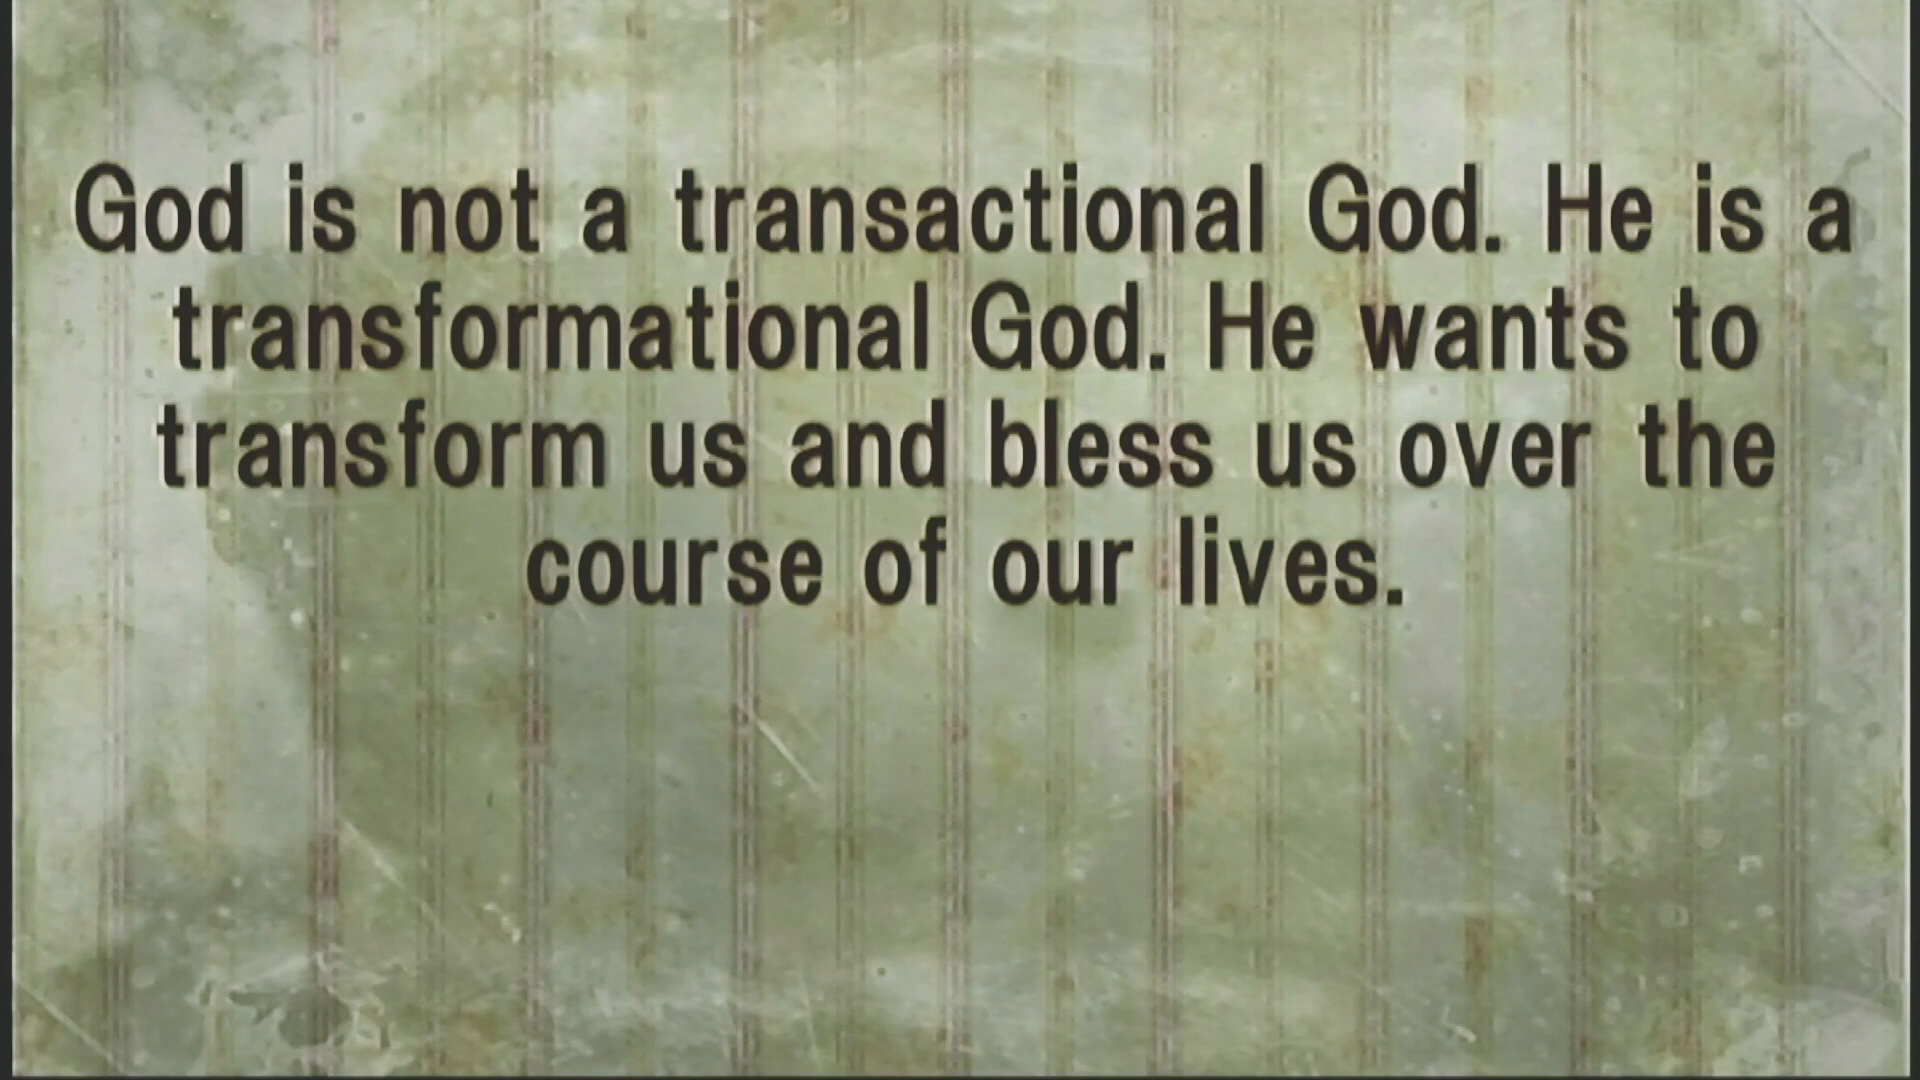 God is not a transactional God. He is a
transformational God. He wants to
transform us and bless us over the
course of our lives.